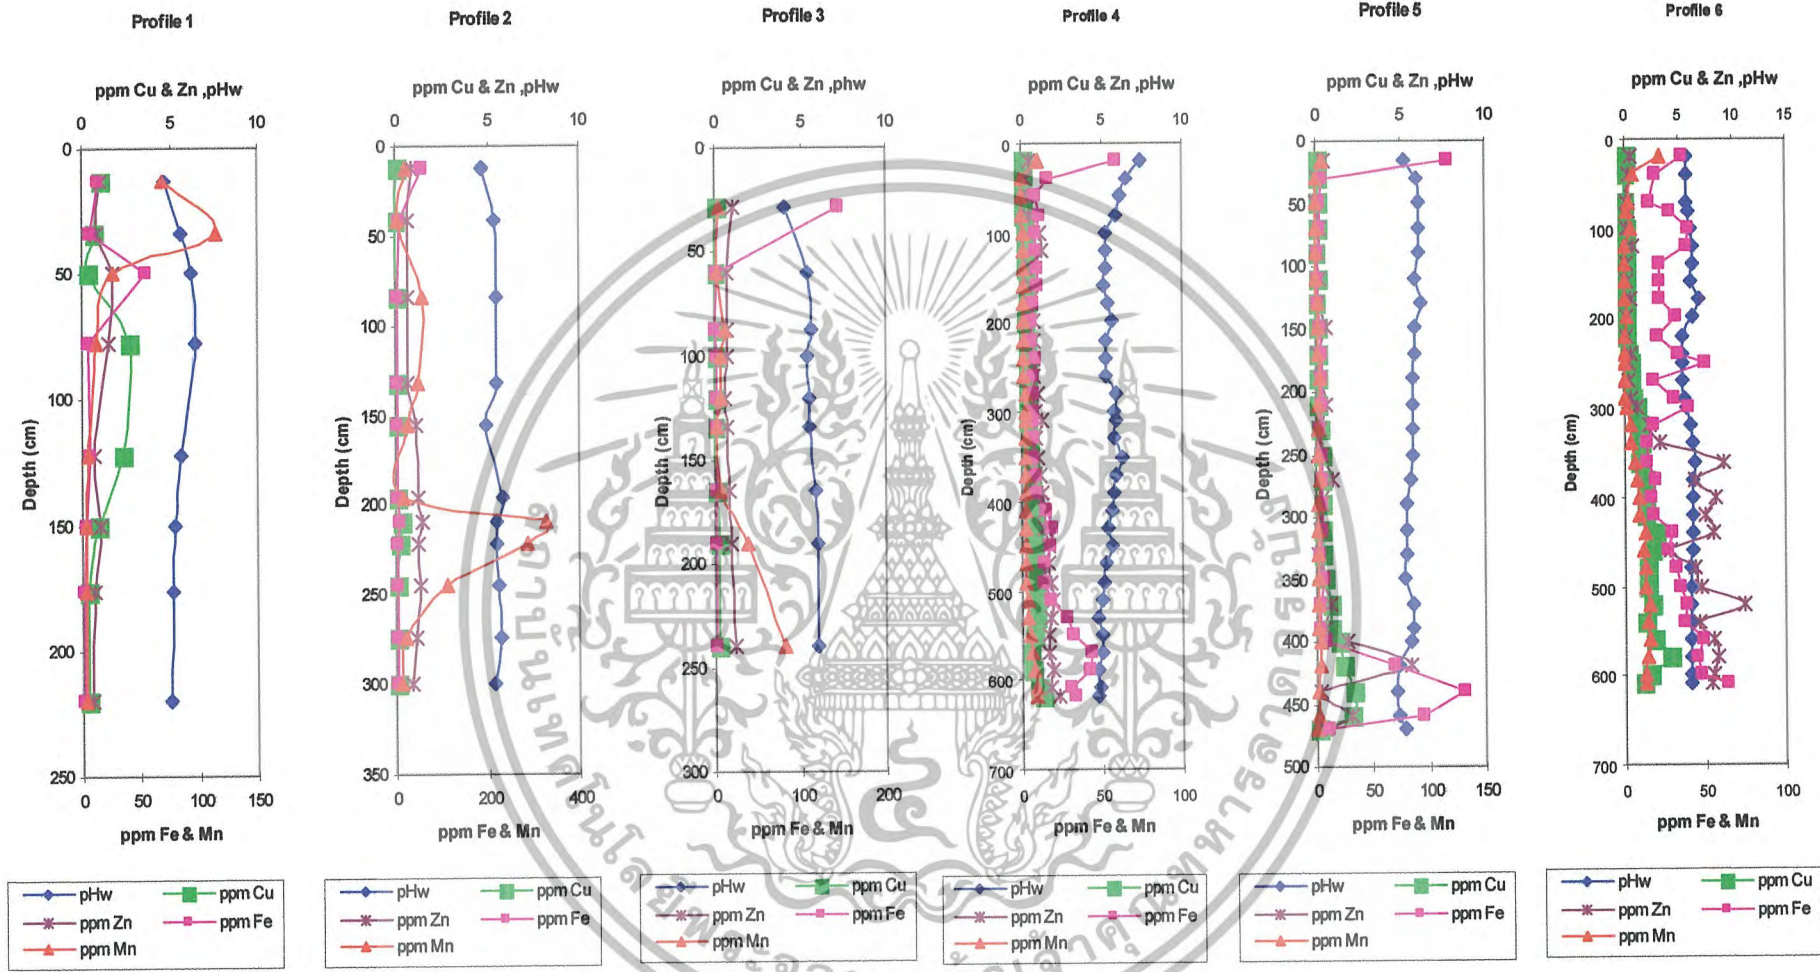 Profile 1
ppm Cu & Zn ,pHw
0 5 10
0
50
100
150
200
250
Depth (cm)
0 50 100 150
ppm Fe & Mn
pHw
ppm Cu
ppm Zn
ppm Fe
ppm Mn
Profile 2
ppm Cu & Zn ,pHw
0 5 10
0
50
100
150
200
250
300
350
Depth (cm)
0 200 400
ppm Fe & Mn
pHw
ppm Cu
ppm Zn
ppm Fe
ppm Mn
Profile 3
ppm Cu & Zn ,phw
0 5 10
0
50
100
150
200
250
300
Depth (cm)
0 100 200
ppm Fe & Mn
pHw
ppm Cu
ppm Zn
ppm Fe
ppm Mn
Profile 4
ppm Cu & Zn ,pHw
0 5 10
0
100
200
300
400
500
600
700
Depth (cm)
0 50 100
ppm Fe & Mn
pHw
ppm Cu
ppm Zn
ppm Fe
ppm Mn
Profile 5
ppm Cu & Zn ,pHw
0 5 10
0
50
100
150
200
250
300
350
400
450
500
Depth (cm)
0 50 100 150
ppm Fe & Mn
pHw
ppm Cu
ppm Zn
ppm Fe
ppm Mn
Profile 6
ppm Cu & Zn ,pHw
0 5 10 15
0
100
200
300
400
500
600
700
Depth (cm)
0 50 100
ppm Fe & Mn
pHw
ppm Cu
ppm Zn
ppm Fe
ppm Mn